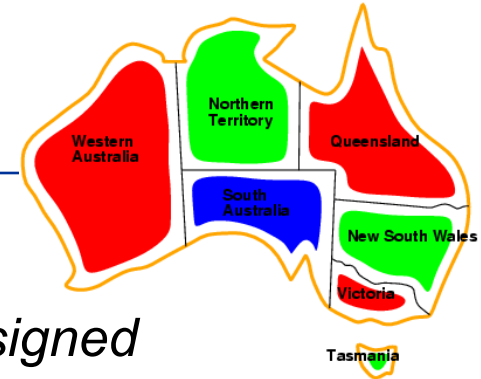 Northern
Territory
Western
Australia
Queensland
South
Australia
New South Wales
Victoria
signed
Tasmania